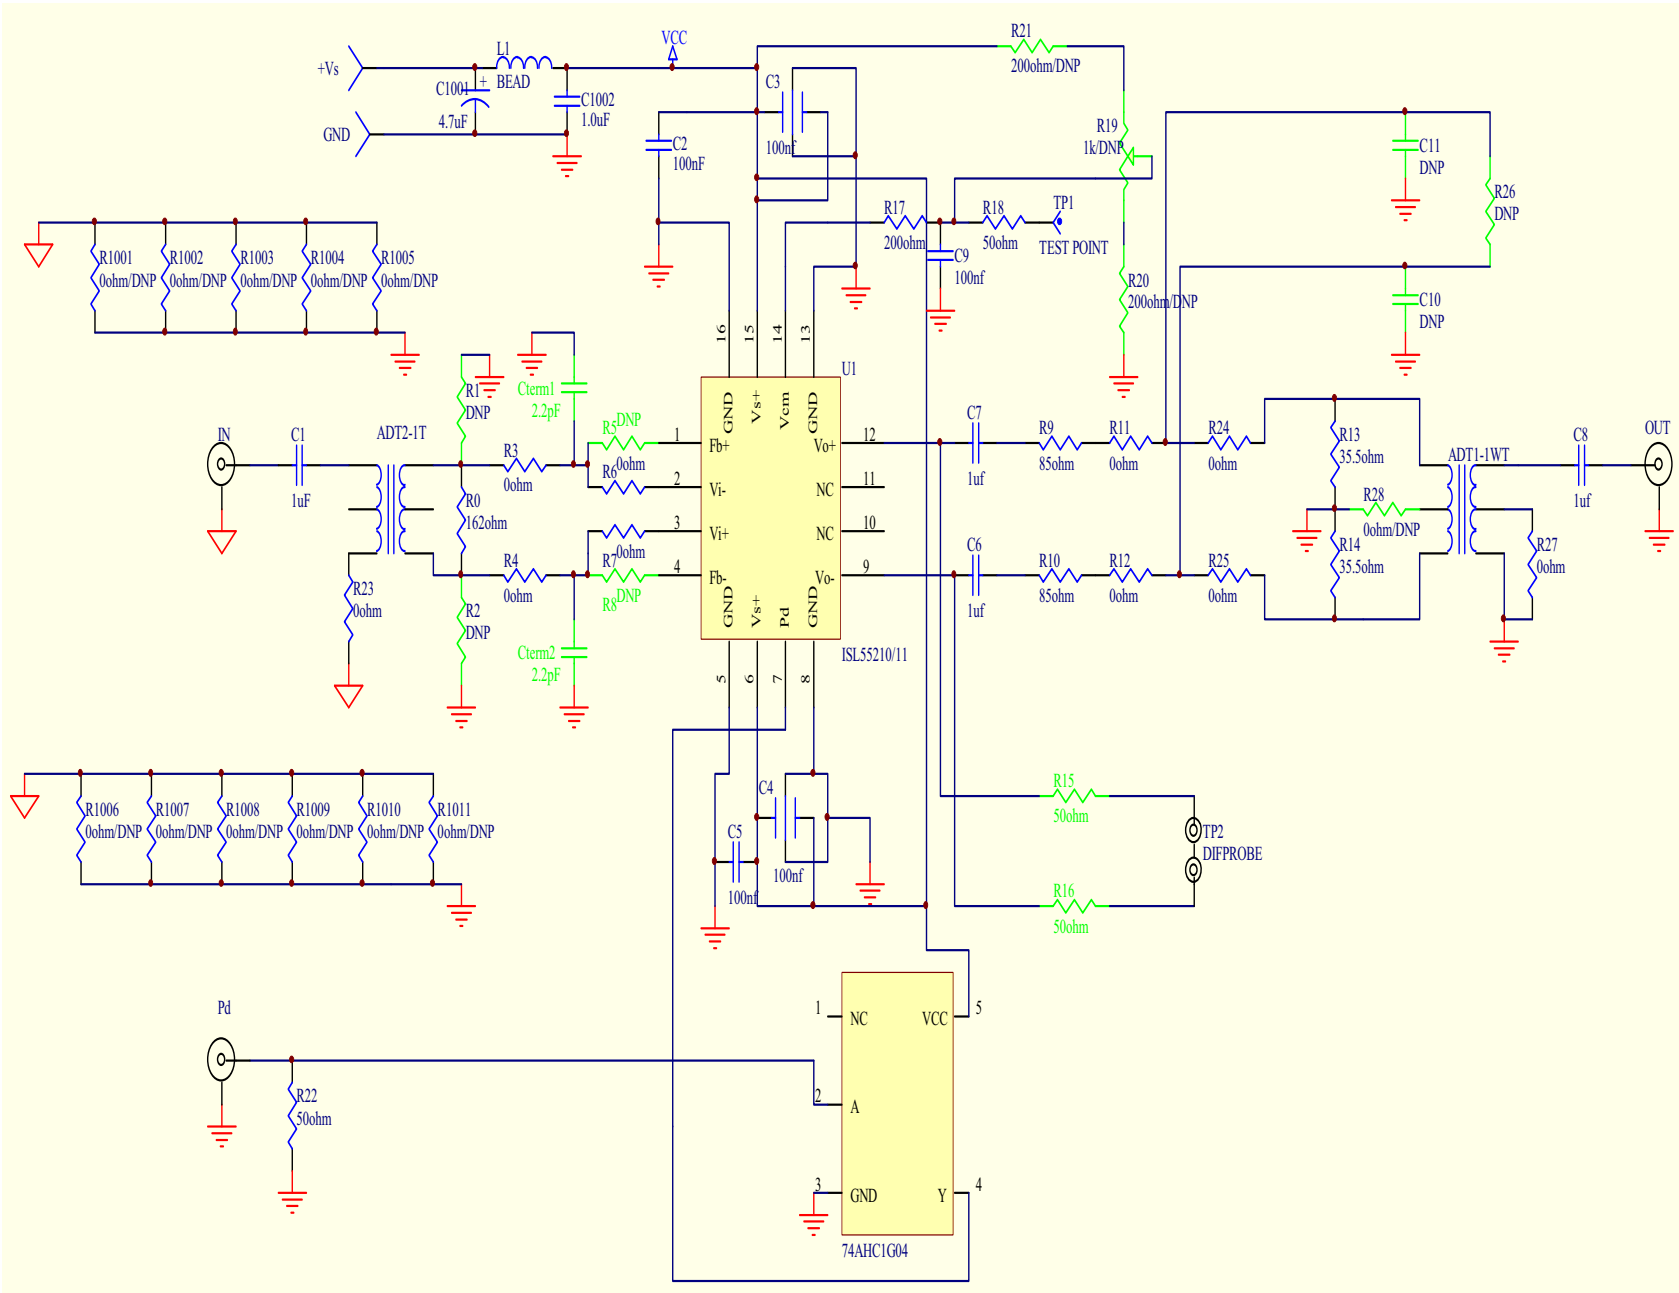 VCC
R21
200ohm/DNP
+Vs
L1
BEAD
C1001
+
4.7uF
C1002
1.0uF
GND
C3
100nf
C2
100nF
R19
1k/DNP
C11
DNP
R26
DNP
R17
200ohm
R18
50ohm
TP1
TEST POINT
C9
100nf
R20
200ohm/DNP
C10
DNP
R1001
0ohm/DNP
R1002
0ohm/DNP
R1003
0ohm/DNP
R1004
0ohm/DNP
R1005
0ohm/DNP
16
15
14
13
U1
GND
Vs+
Vcm
GND
R1
DNP
Cterm1
2.2pF
IN
C1
1uF
ADT2-1T
R3
0ohm
R0
162ohm
R4
0ohm
R23
0ohm
R2
DNP
Cterm2
2.2pF
R5
DNP
0ohm
R6
0ohm
R7
R8
DNP
1
Fb+
2
Vi-
3
Vi+
4
Fb-
12
Vo+
11
NC
10
NC
9
Vo-
GND
Vs+
Pd
GND
5
6
7
8
ISL55210/11
C7
1uf
R9
85ohm
R11
0ohm
R24
0ohm
C6
1uf
R10
85ohm
R12
0ohm
R25
0ohm
R13
35.5ohm
R28
0ohm/DNP
R14
35.5ohm
ADT1-1WT
C8
1uf
OUT
R27
0ohm
R1006
0ohm/DNP
R1007
0ohm/DNP
R1008
0ohm/DNP
R1009
0ohm/DNP
R1010
0ohm/DNP
R1011
0ohm/DNP
C4
100nf
C5
100nf
R15
50ohm
TP2
DIFPROBE
R16
50ohm
Pd
R22
50ohm
1
NC
VCC
5
2
A
3
GND
Y
4
74AHC1G04